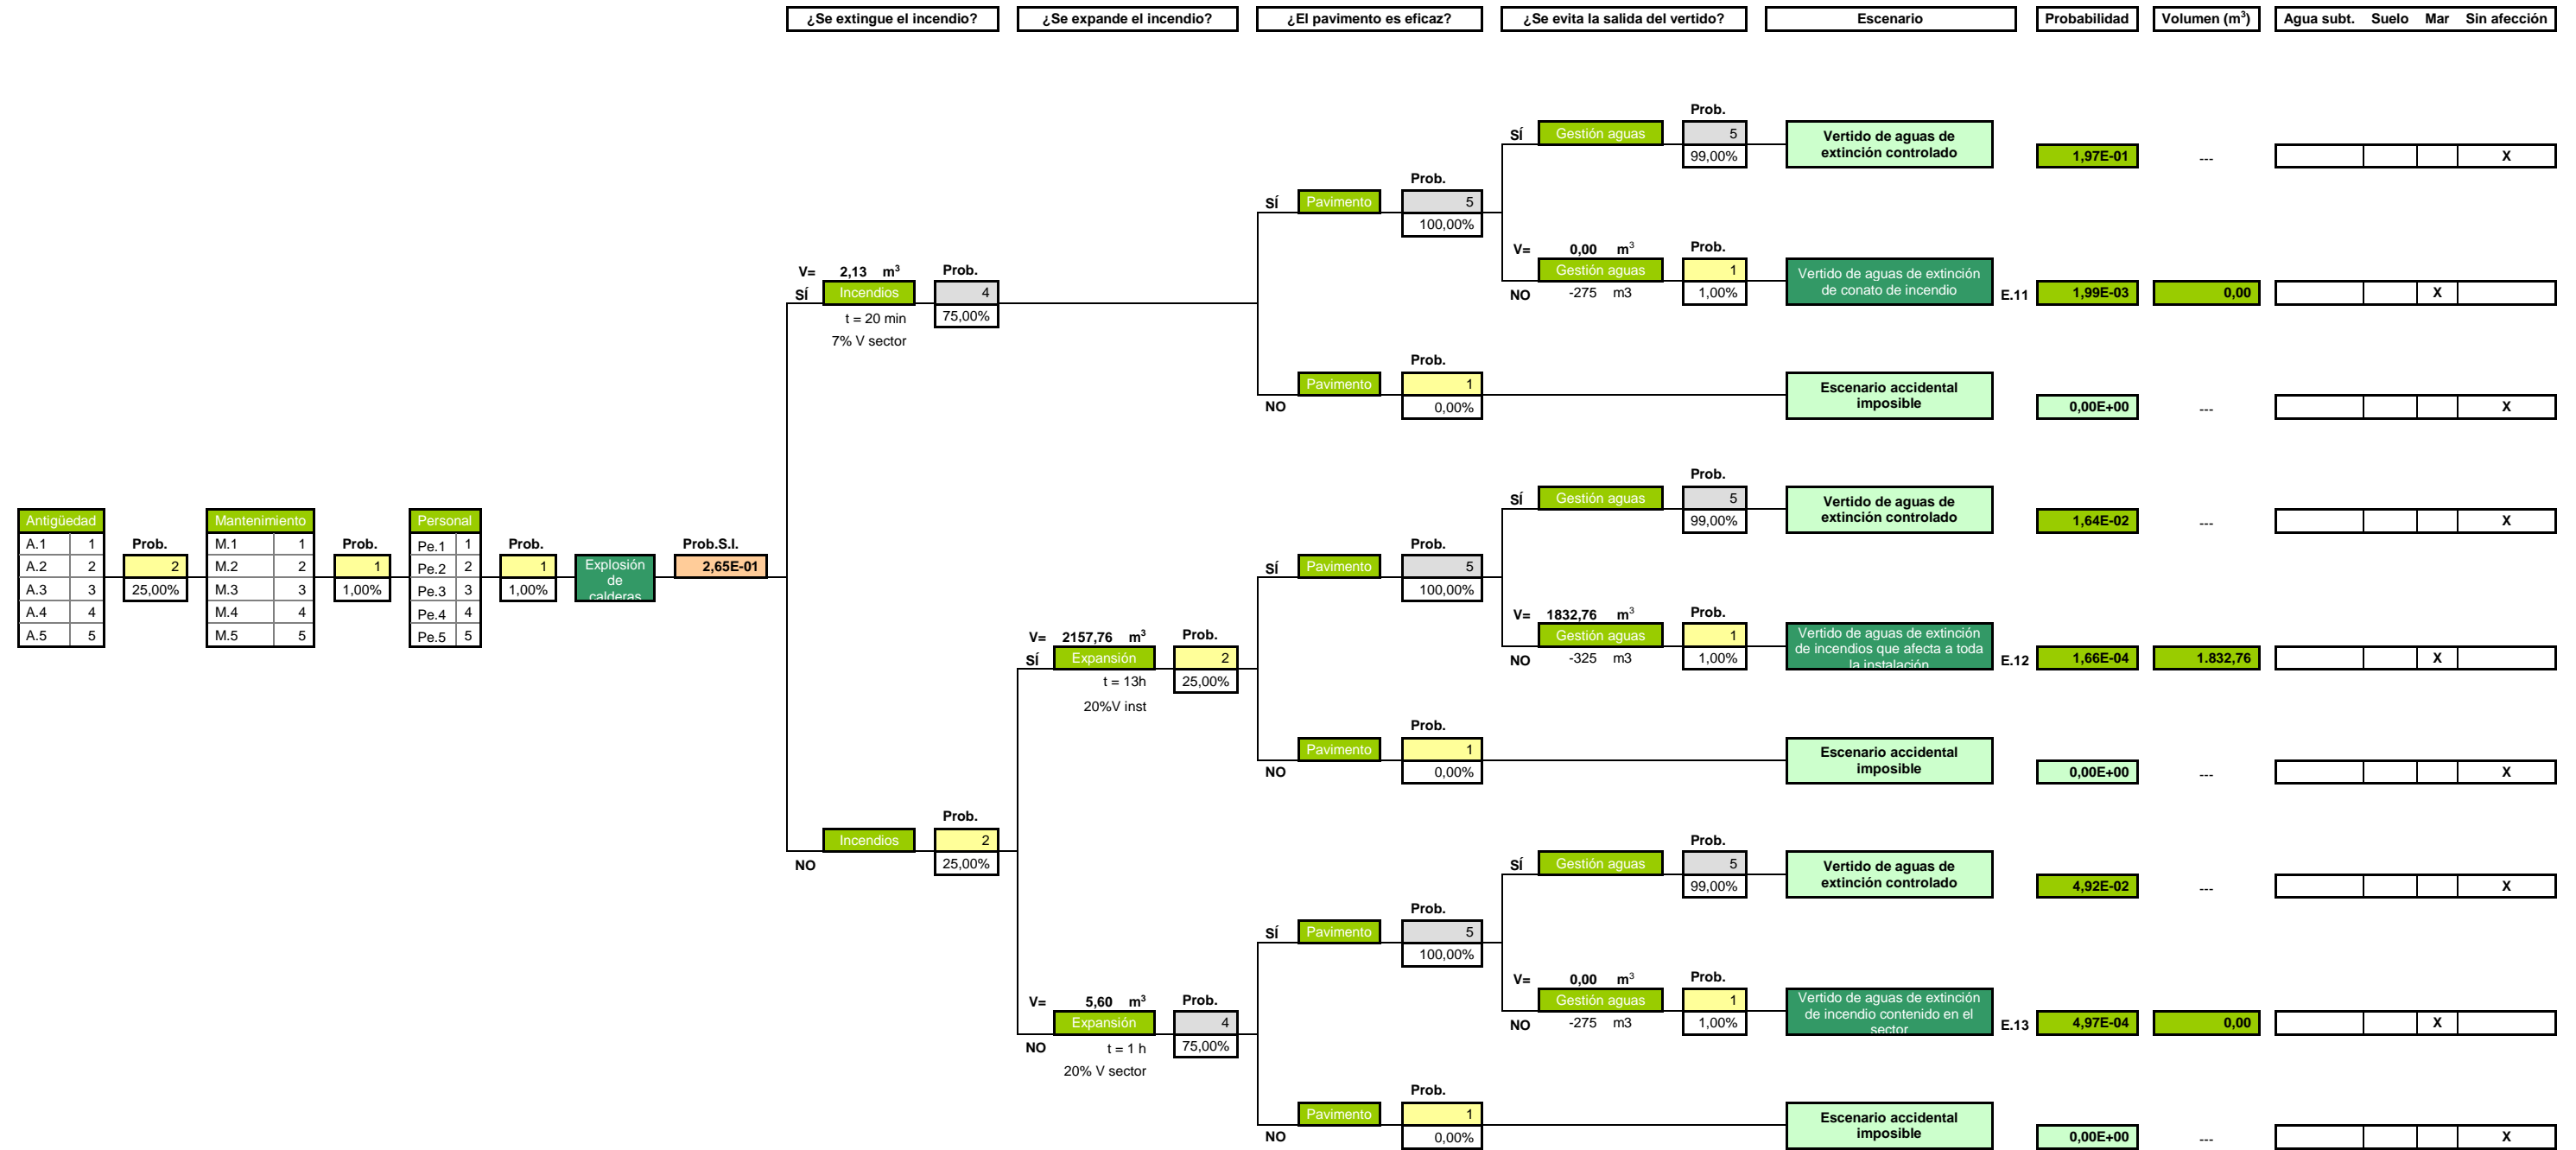 ¿Se extingue el incendio? ¿Se expande el incendio? ¿El pavimento es eficaz? ¿Se evita la salida del vertido? Escenario Probabilidad Volumen (m³) Agua subt. Suelo Mar Sin afección
Prob.
SÍ Gestión aguas 5 Vertido de aguas de
extinción controlado
99,00% 1,97E-01 --- X
Prob.
SÍ Pavimento 5
100,00%
V= 0,00 m³ Prob.
V= 2,13 m³ Prob.
Gestión aguas 1 Vertido de aguas de extinción
de conato de incendio
SÍ Incendios 4
NO -275 m3 1,00% E.11 1,99E-03 0,00 X
t = 20 min 75,00%
7% V sector
Prob.
Pavimento 1 Escenario accidental
imposible
NO 0,00% 0,00E+00 --- X
Prob.
SÍ Gestión aguas 5 Vertido de aguas de
extinción controlado
99,00% 1,64E-02 --- X
Antigüedad Mantenimiento Personal
A.1 1 Prob. M.1 1 Prob. Pe.1 1 Prob. Prob.S.I.
A.2 2 2 M.2 2 1 Pe.2 2 1 Explosión
de
calderas
2,65E-01
A.3 3 25,00% M.3 3 1,00% Pe.3 3 1,00%
A.4 4 M.4 4 Pe.4 4
A.5 5 M.5 5 Pe.5 5
Prob.
SÍ Pavimento 5
100,00%
V= 1832,76 m³ Prob.
V= 2157,76 m³ Prob.
Gestión aguas 1 Vertido de aguas de extinción
de incendios que afecta a toda
la instalación
SÍ Expansión 2
NO -325 m3 1,00% E.12 1,66E-04 1.832,76 X
t = 13h 25,00%
20%V inst
Prob.
Pavimento 1 Escenario accidental
imposible
NO 0,00% 0,00E+00 --- X
Prob.
Incendios 2
NO 25,00%
Prob.
SÍ Gestión aguas 5 Vertido de aguas de
extinción controlado
99,00% 4,92E-02 --- X
Prob.
SÍ Pavimento 5
100,00%
V= 0,00 m³ Prob.
V= 5,60 m³ Prob.
Gestión aguas 1 Vertido de aguas de extinción
de incendio contenido en el
sector
Expansión 4
NO -275 m3 1,00% E.13 4,97E-04 0,00 X
NO t = 1 h 75,00%
20% V sector
Prob.
Pavimento 1 Escenario accidental
imposible
NO 0,00% 0,00E+00 --- X